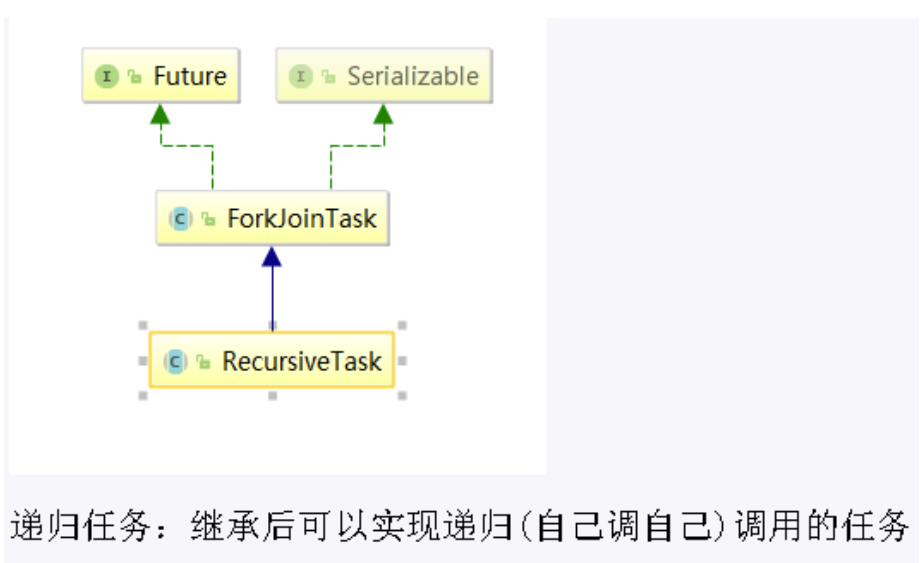 Future
Serializable
ForkJoinTask
RecursiveTask
递归任务：继承后可以实现递归(自己调自己)调用的任务